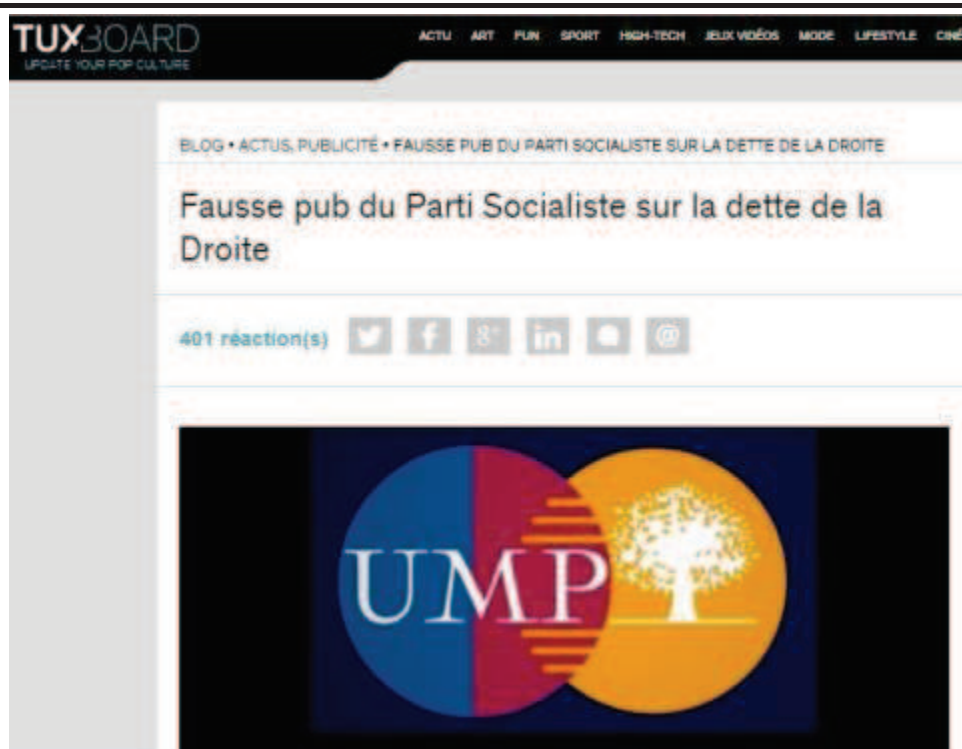 TUXBOARD
UPDATE YOUR POP CULTURE
ACTU ART FUN SPORT HIGH-TECH JEUX VIDÉOS MODE LIFESTYLE CINÉ
BLOG • ACTUS, PUBLICITÉ • FAUSSE PUB DU PARTI SOCIALISTE SUR LA DETTE DE LA DROITE
Fausse pub du Parti Socialiste sur la dette de la
Droite
401 réaction(s)
UMP